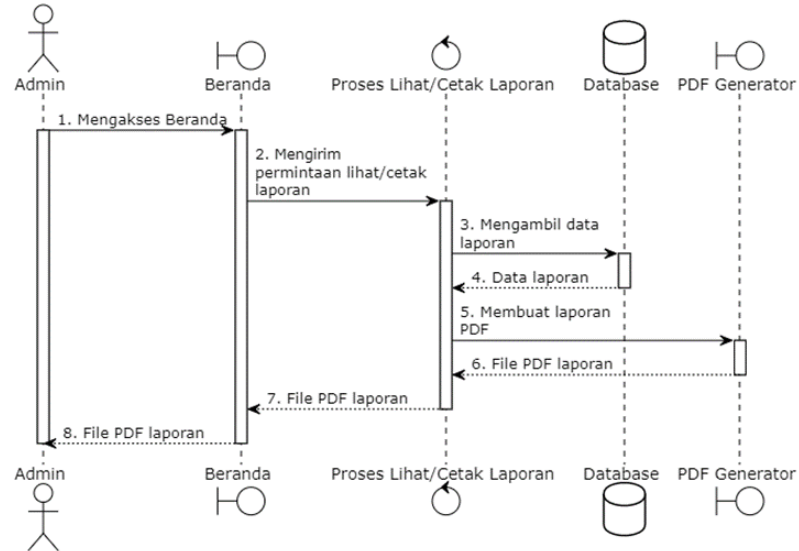 Admin
Beranda
Proses Lihat/Cetak Laporan
Database
PDF Generator
1. Mengakses Beranda
2. Mengirim
permintaan lihat/cetak
laporan
3. Mengambil data
laporan
4. Data laporan
5. Membuat laporan
PDF
6. File PDF laporan
7. File PDF laporan
8. File PDF laporan
Admin
Beranda
Proses Lihat/Cetak Laporan
Database
PDF Generator